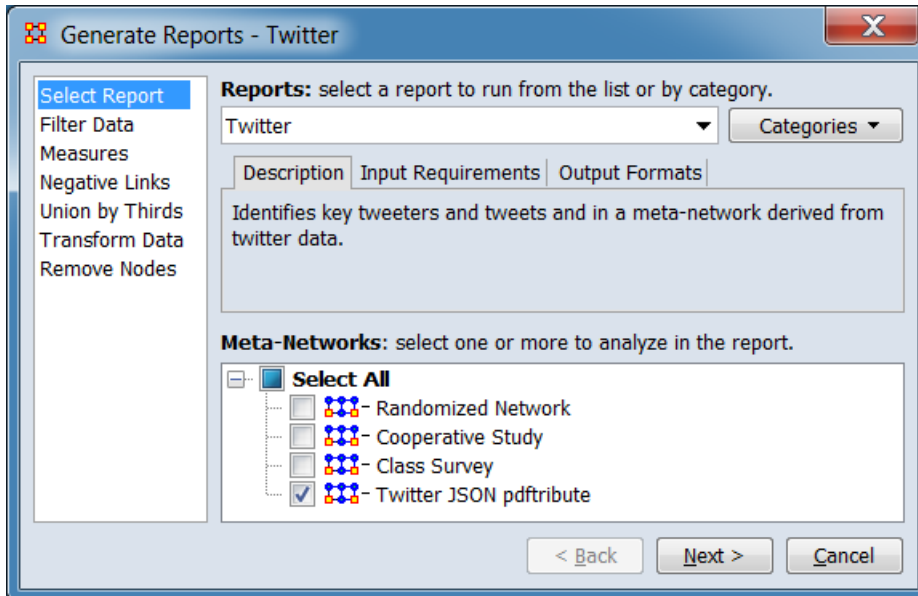 Generate Reports - Twitter
X
Select Report
Filter Data
Measures
Negative Links
Union by Thirds
Transform Data
Remove Nodes
Reports: select a report to run from the list or by category.
Twitter
Categories
Description Input Requirements Output Formats
Identifies key tweeters and tweets and in a meta-network derived from
twitter data.
Meta-Networks: select one or more to analyze in the report.
Select All
Randomized Network
Cooperative Study
Class Survey
Twitter JSON pdftribute
< Back Next > Cancel